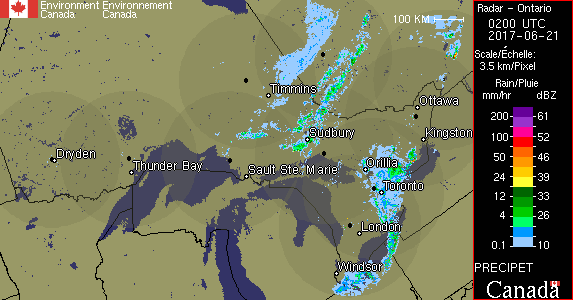 Environment Environnement
Canada Canada
100 KM
Timmins
Ottawa
Sudbury
Kingston
Dryden
Thunder Bay
Sault Ste. Marie
Orillia
Toronto
London
Windsor
Radar - Ontario
0200 UTC
2017-06-21
Scale/Échelle:
3.5 km/Pixel
Rain/Pluie
mm/hr dBZ
200 61
100 52
50 46
24 39
12 33
4 26
0.1 10
PRECIPET
Canada